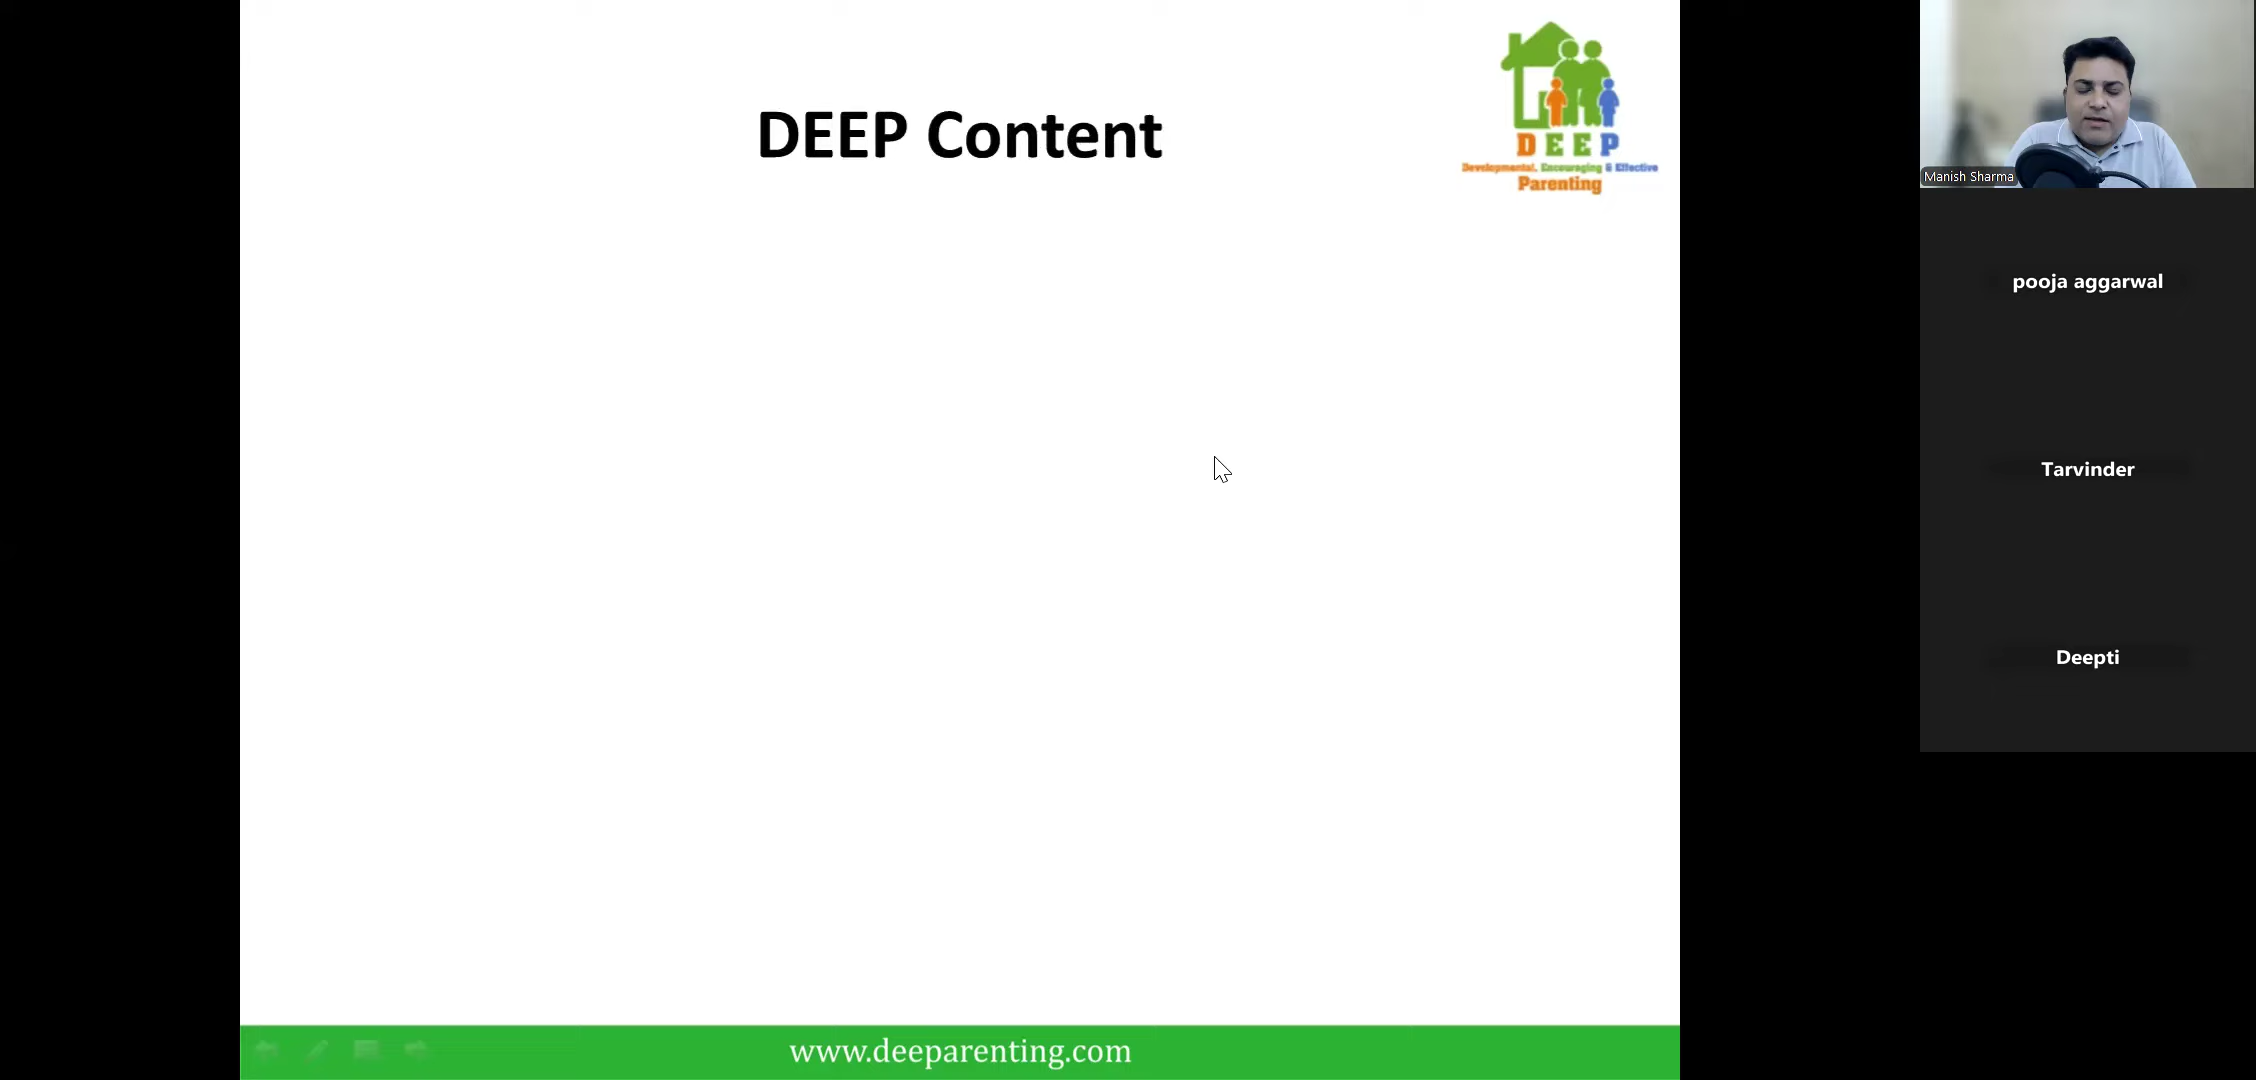 DEEP Content
DEEP
Developmental, Encouraging & Effective
Parenting
Manish Sharma
pooja aggarwal
Tarvinder
Deepti
www.deeparenting.com